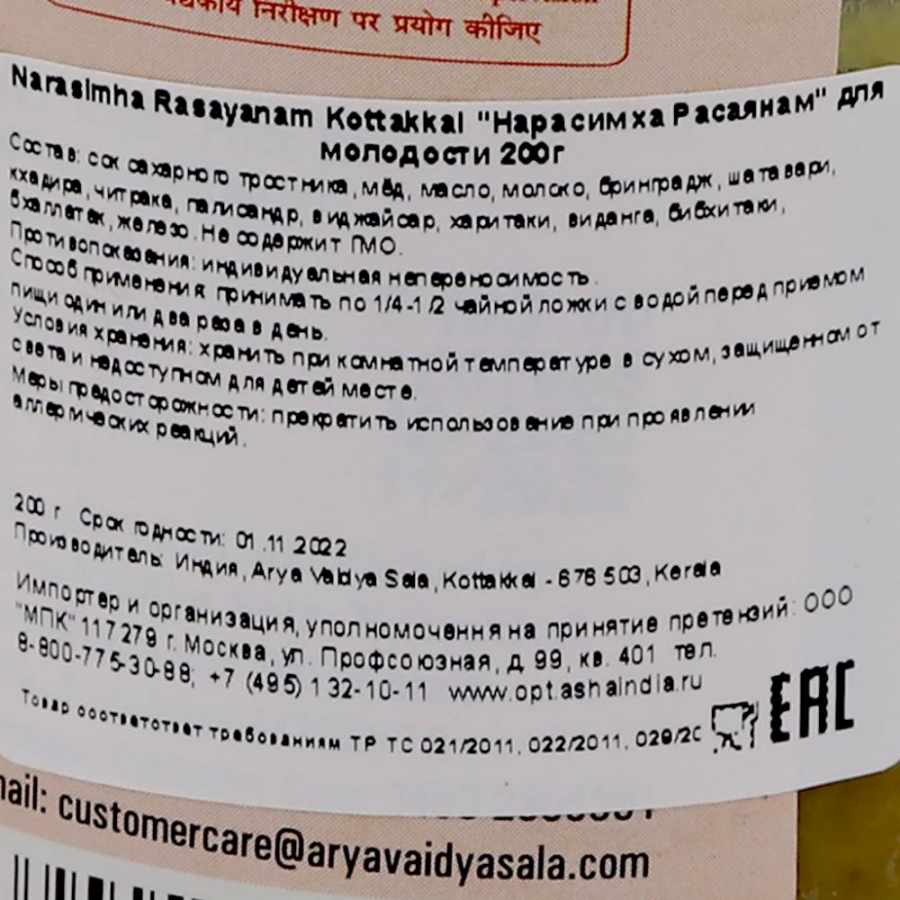 निरीक्षण पर प्रयोग कीजिए
Narasimha Rasayanam Kottakkal "Нарасимха Расаянам" для
молодости 200г
Состав: сок сахарного тростника, мёд, масло, молоко, бринградж, шатавари,
кхадира, читрака, палисандр, виджайсар, харитаки, виданга, бибхитаки,
бхаллатак, железо. Не содержит ГМО.
Противопоказания: индивидуальная непереносимость.
Способ применения: принимать по 1/4-1/2 чайной ложки с водой перед приемом
пищи один или два раза в день.
Условия хранения: хранить при комнатной температуре в сухом, защищенном от
света и недоступном для детей месте.
Меры предосторожности: прекратить использование при проявлении
аллергических реакций.
200 г Срок годности: 01.11 2022
Производитель: Индия, Arya Vaidya Sala, Kottakkal - 676 503, Kerala
Импортер и организация, уполномоченная на принятие претензий: ООО
"МПК" 117279 г. Москва, ул. Профсоюзная, д. 99, кв. 401 тел.
8-800-775-30-98; +7 (495) 132-10-11 www.opt.ashaindia.ru
Товар соответствует требованиям ТР ТС 021/2011, 022/2011, 029/20
EAC
mail: customercare@aryavaidyasala.com